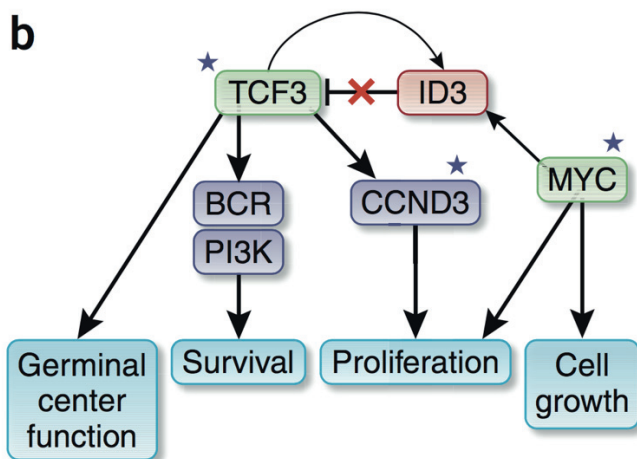 b
TCF3
ID3
MYC
BCR
CCND3
PI3K
Germinal
center
function
Survival
Proliferation
Cell
growth